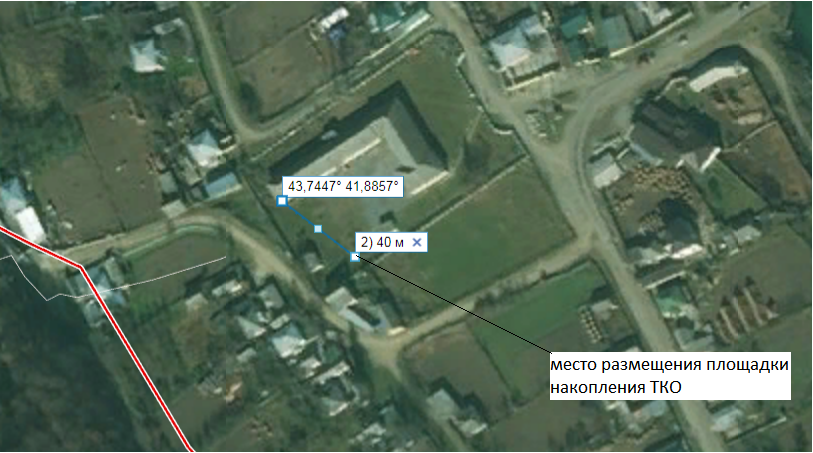 43,7447° 41,8857°
2) 40 м ✕
место размещения площадки
накопления ТКО